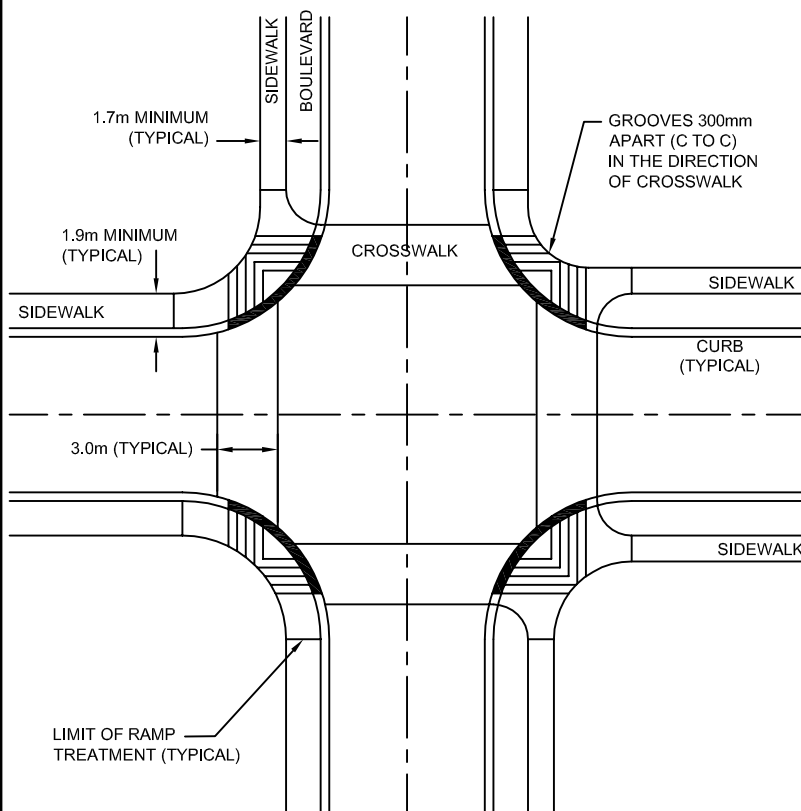 SIDEWALK
BOULEVARD
1.7m MINIMUM
(TYPICAL)
GROOVES 300mm
APART (C TO C)
IN THE DIRECTION
OF CROSSWALK
1.9m MINIMUM
(TYPICAL)
CROSSWALK
SIDEWALK
SIDEWALK
CURB
(TYPICAL)
3.0m (TYPICAL)
SIDEWALK
LIMIT OF RAMP
TREATMENT (TYPICAL)